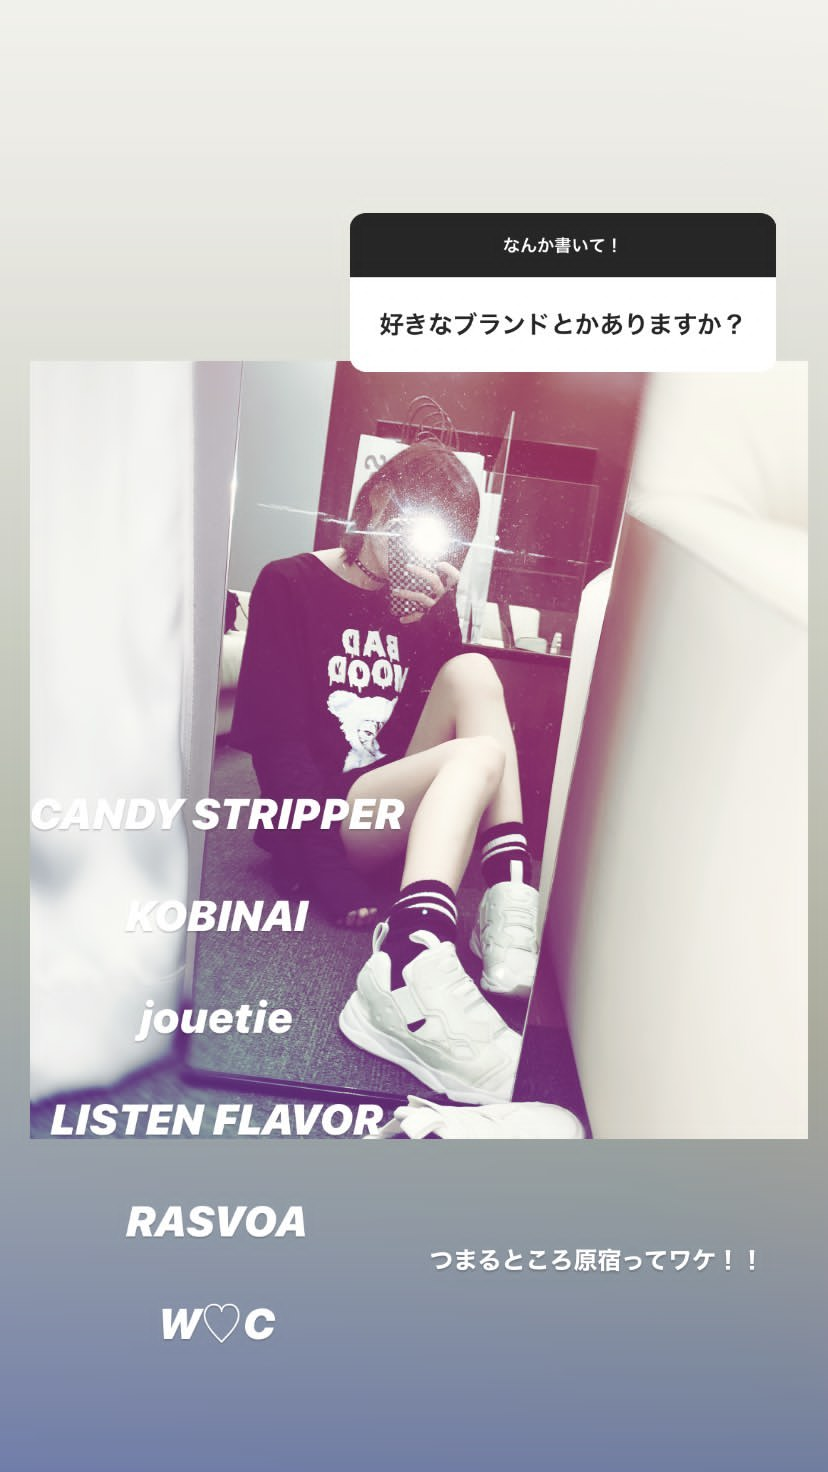 なんか書いて！
好きなブランドとかありますか？
BAD
MOOD
CANDY STRIPPER
KOBINAI
jouetie
LISTEN FLAVOR
RASVOA
つまるところ原宿ってワケ！！
W♡C